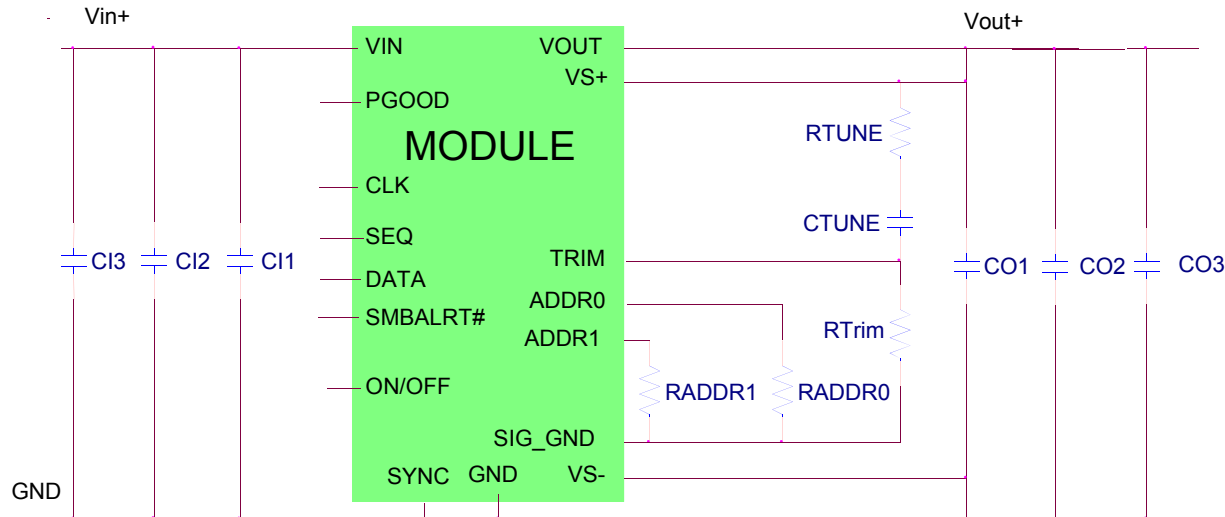 Vin+
Vout+
VIN
VOUT
VS+
PGOOD
RTUNE
MODULE
CLK
CTUNE
SEQ
TRIM
CI3
CI2
CI1
CO1
CO2
CO3
DATA
ADDR0
SMBALRT#
RTrim
ADDR1
ON/OFF
RADDR1
RADDR0
SIG_GND
SYNC
GND
VS-
GND